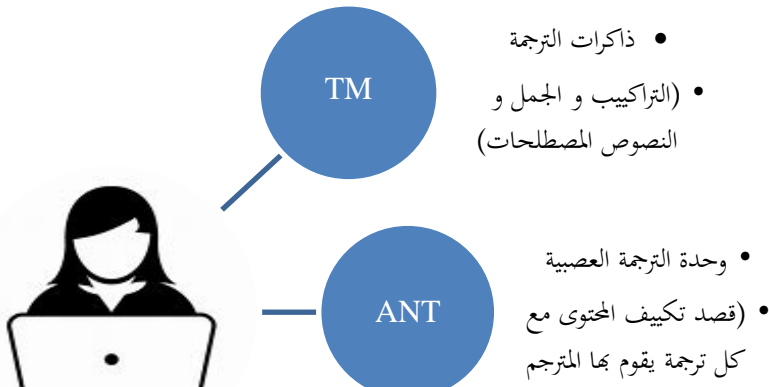 TM
• ذاكرات الترجمة
• (التراكييب و الجمل و
النصوص المصطلحات)
ANT
• وحدة الترجمة العصبية
• (قصد تكييف المحتوى مع
كل ترجمة يقوم بها المترجم